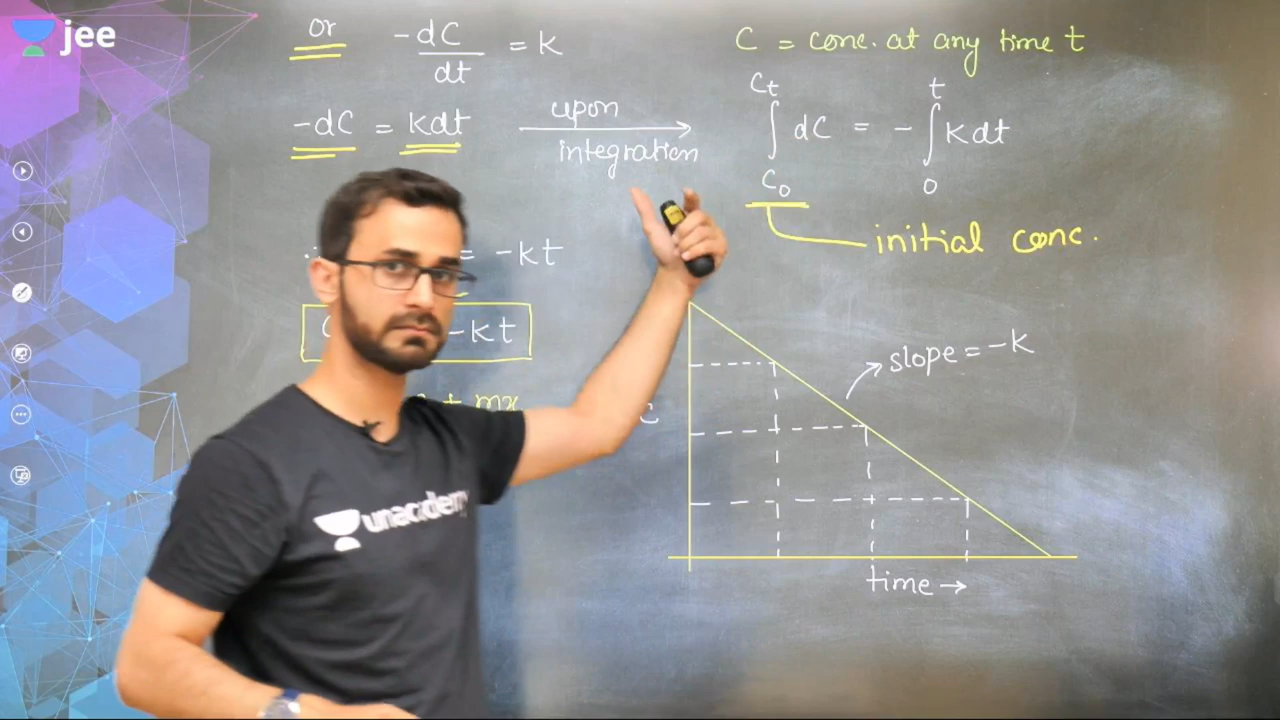 jee
or -dC/dt = K
C = conc. at any time t
-dC = Kdt upon integration ∫ dC = - ∫ Kdt
Ct t
C0 0
initial conc.
∴ = -kt
-kt
+ mx
C
slope = -K
time →
unacademy